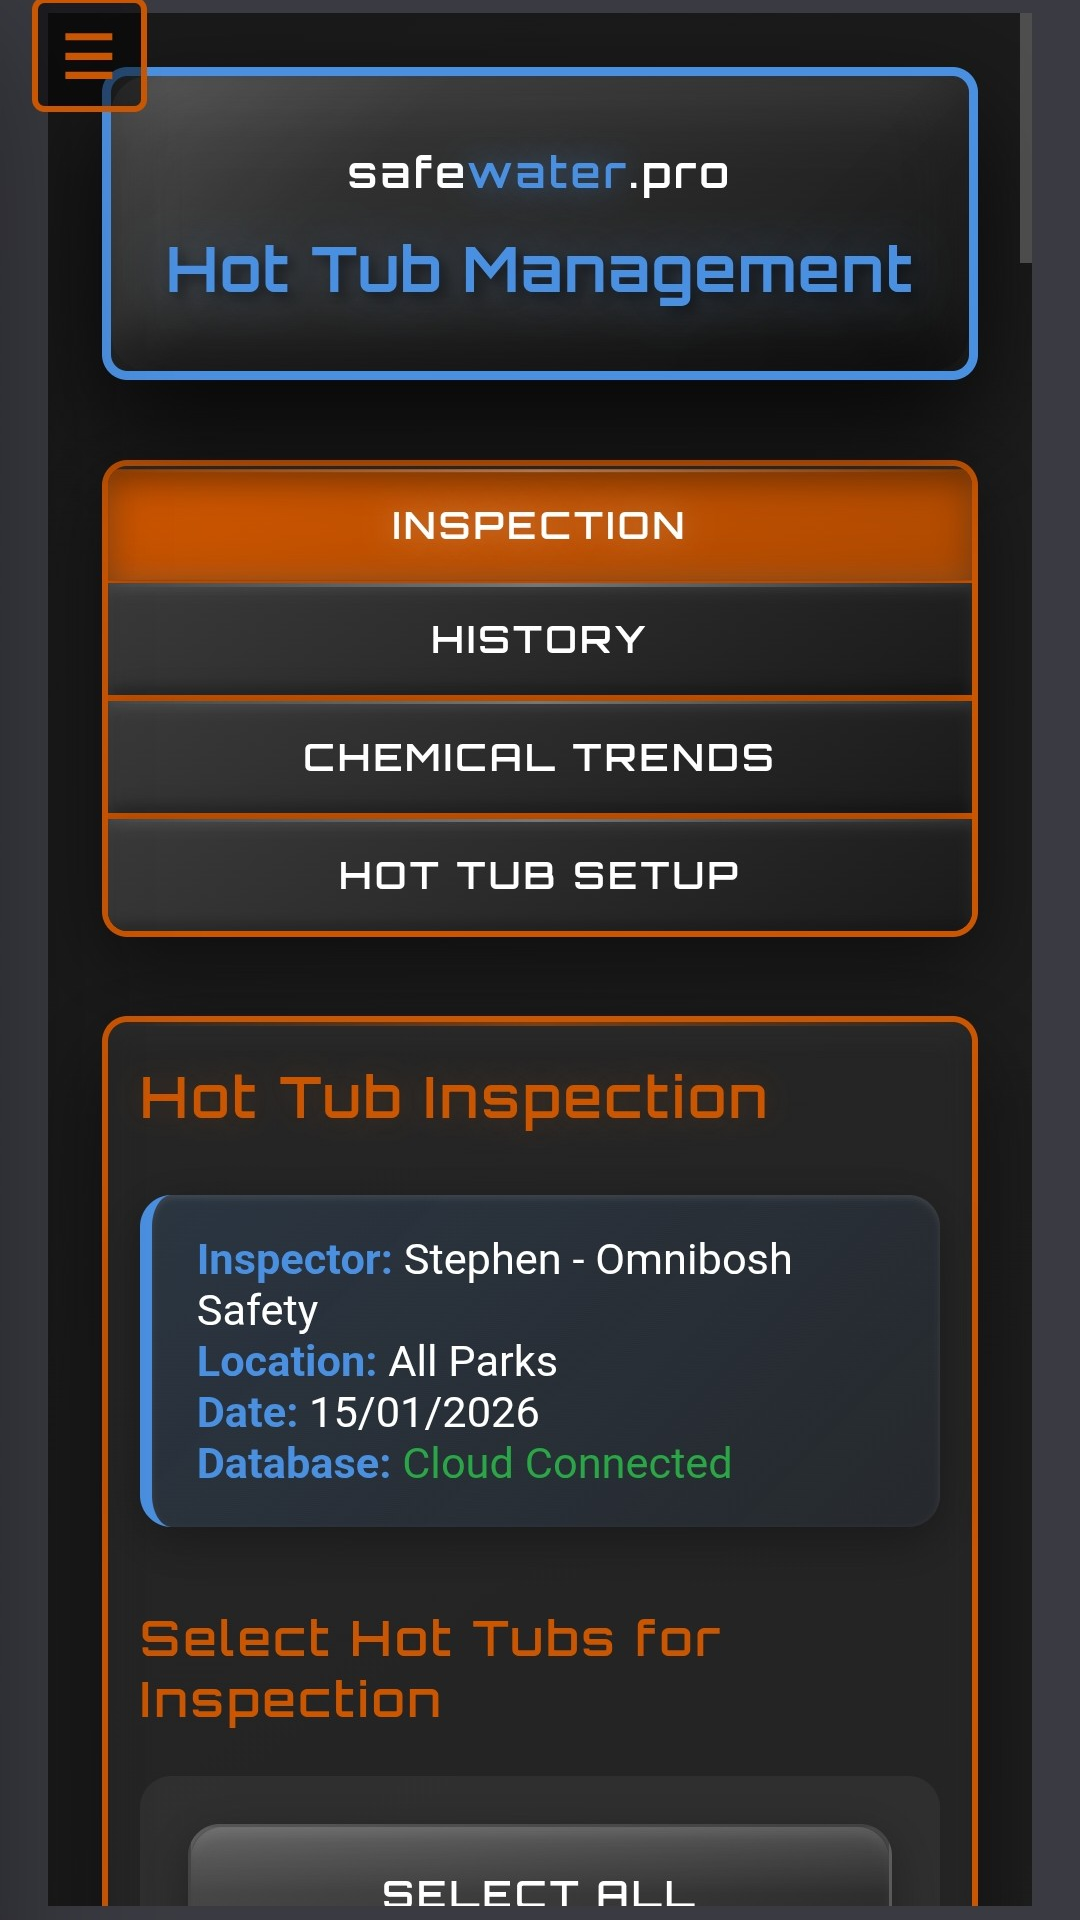 safewater.pro
Hot Tub Management
INSPECTION
HISTORY
CHEMICAL TRENDS
HOT TUB SETUP
Hot Tub Inspection
Inspector: Stephen - Omnibosh
Safety
Location: All Parks
Date: 15/01/2026
Database: Cloud Connected
Select Hot Tubs for
Inspection
SELECT ALL